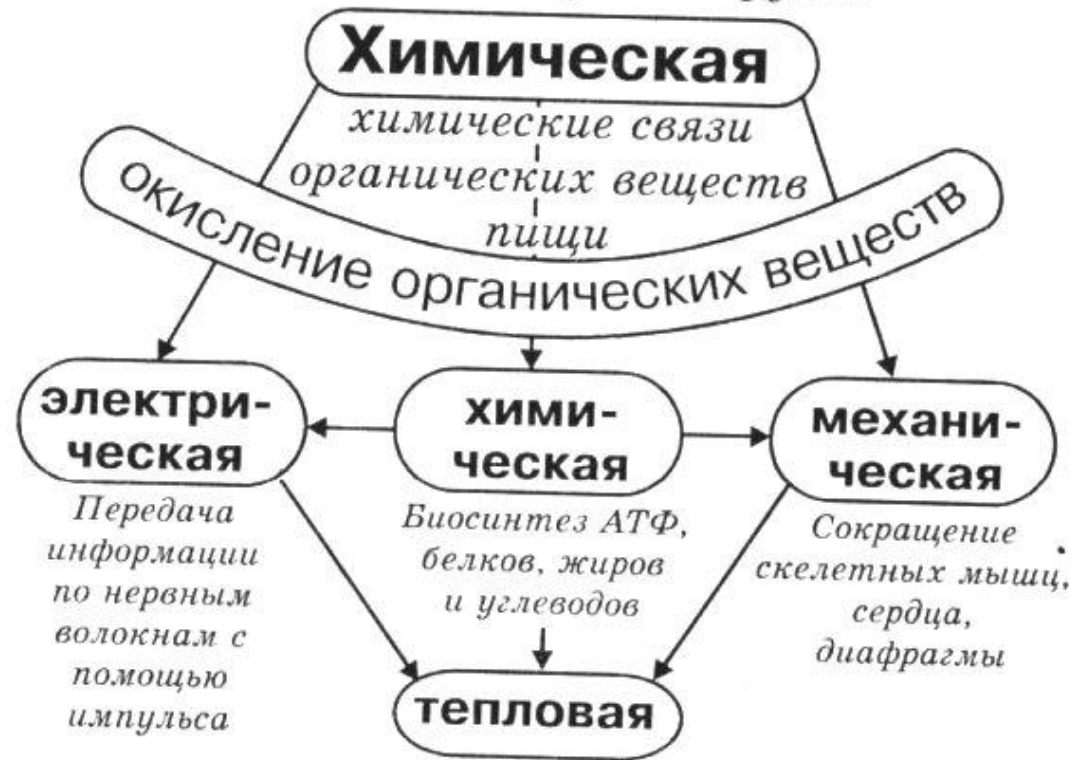 Химическая
химические связи
органических веществ
пищи
окисление органических веществ
электри-
ческая
хими-
ческая
механи-
ческая
Передача
информации
по нервным
волокнам с
помощью
импульса
Биосинтез АТФ,
белков, жиров
и углеводов
Сокращение
скелетных мышц,
сердца,
диафрагмы
тепловая